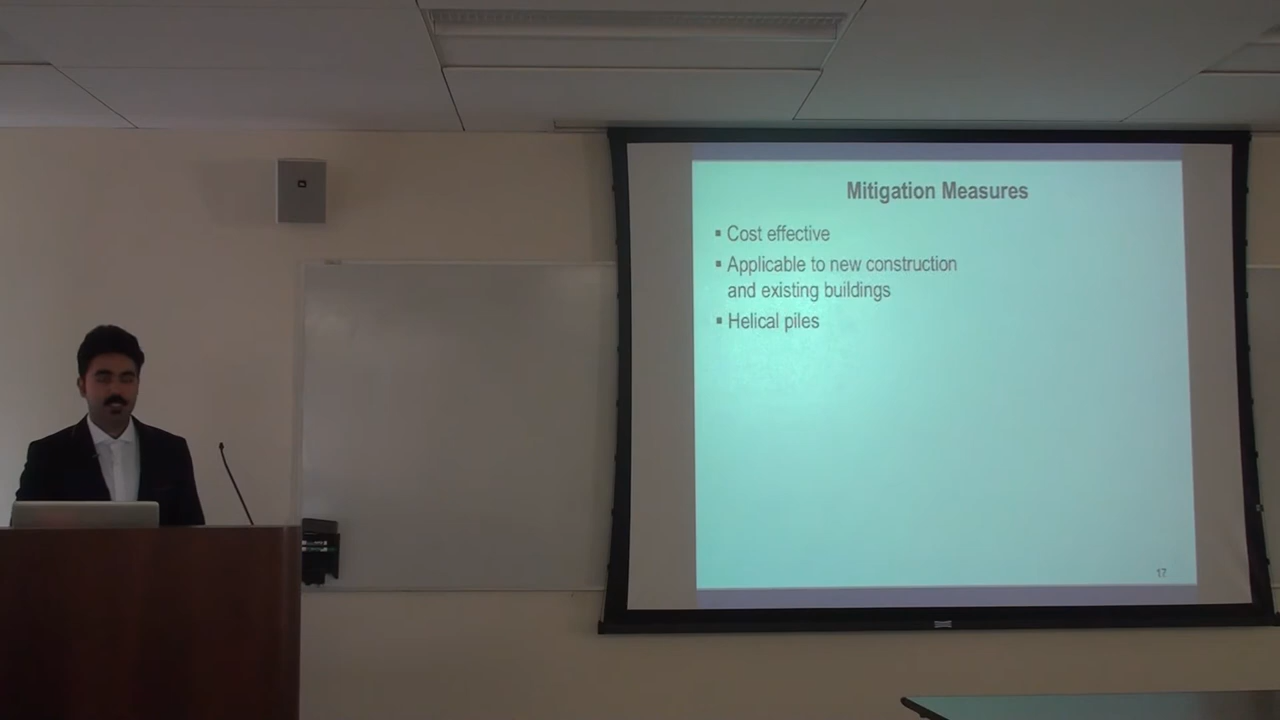 Mitigation Measures
▪ Cost effective
▪ Applicable to new construction
and existing buildings
▪ Helical piles
17